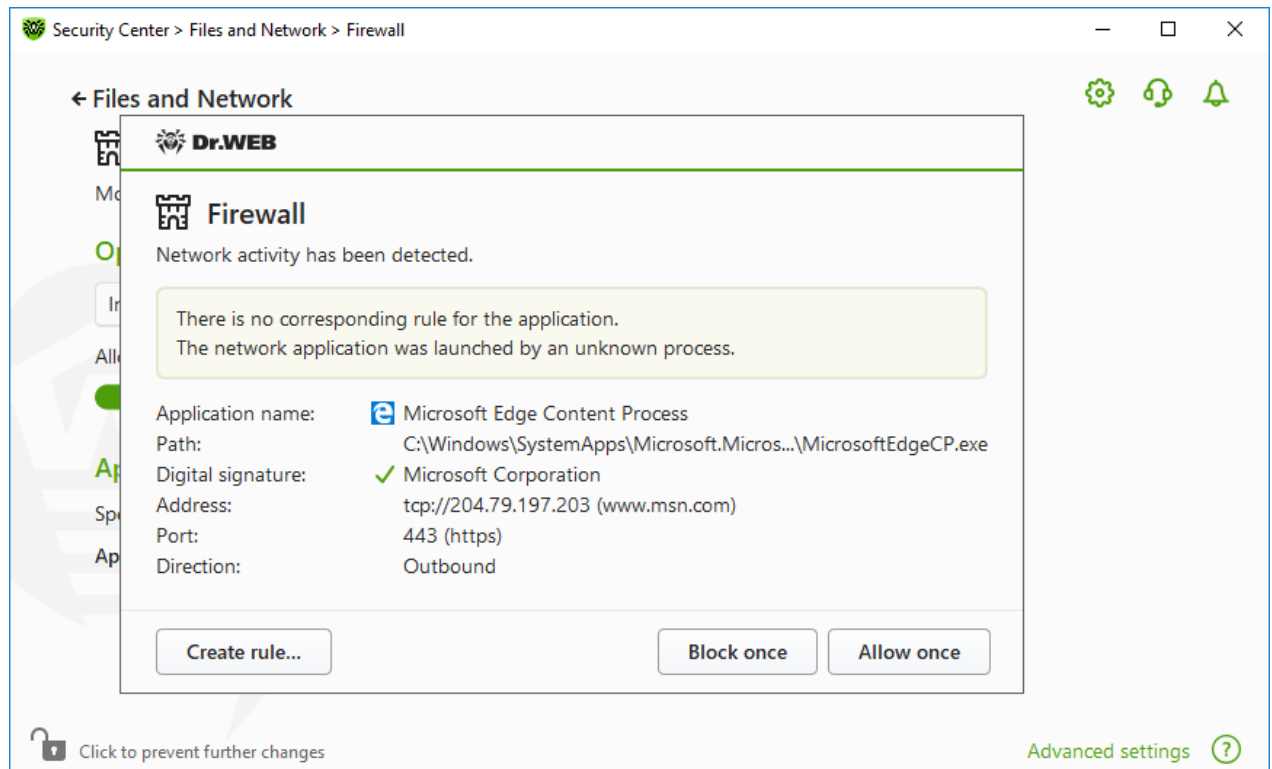 Security Center > Files and Network > Firewall
Files and Network
Dr.WEB
Firewall
Network activity has been detected.
There is no corresponding rule for the application.
The network application was launched by an unknown process.
Application name: Microsoft Edge Content Process
Path: C:\Windows\SystemApps\Microsoft.Micros...\MicrosoftEdgeCP.exe
Digital signature: Microsoft Corporation
Address: tcp://204.79.197.203 (www.msn.com)
Port: 443 (https)
Direction: Outbound
Create rule... Block once Allow once
Click to prevent further changes Advanced settings ?